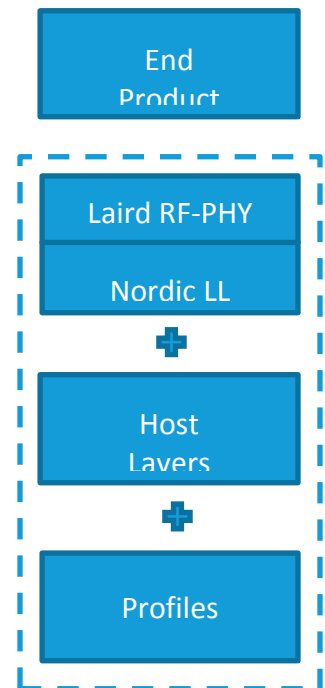 End
Product
Laird RF-PHY
Nordic LL
Host
Layers
Profiles